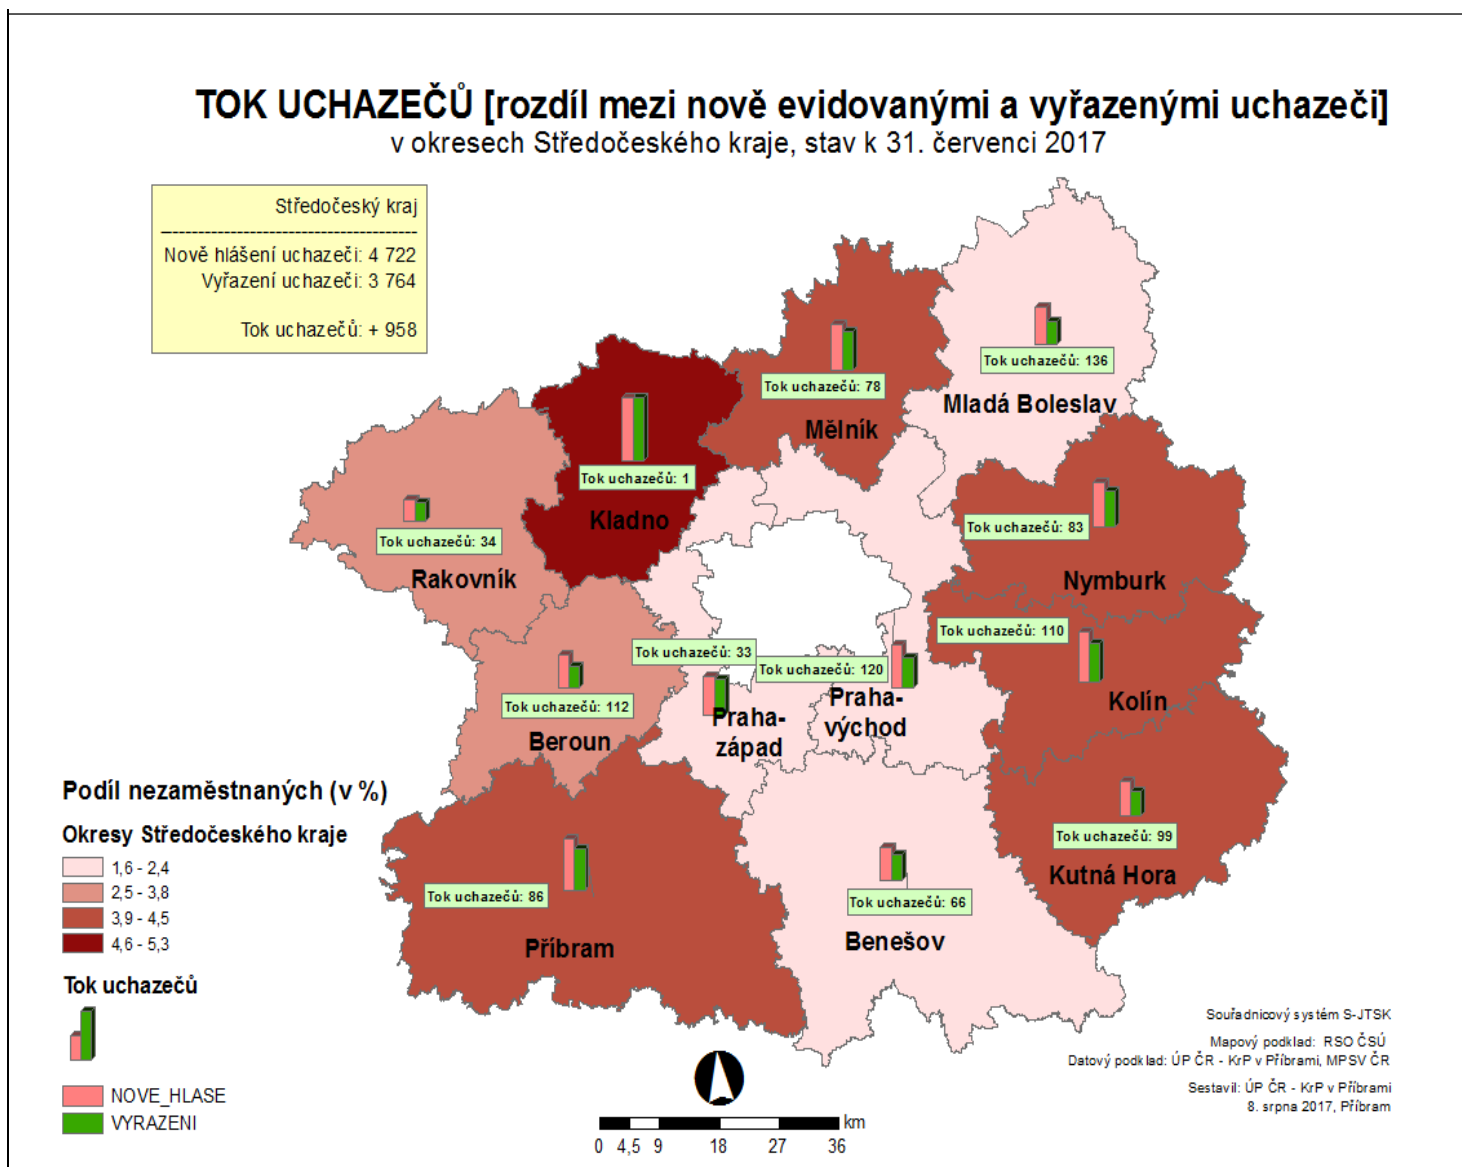 TOK UCHAZEČŮ [rozdíl mezi nově evidovanými a vyřazenými uchazeči]
v okresech Středočeského kraje, stav k 31. červenci 2017
Středočeský kraj
----------------------------------------
Nově hlášení uchazeči: 4 722
Vyřazení uchazeči: 3 764
Tok uchazečů: + 958
Tok uchazečů: 136
Mladá Boleslav
Tok uchazečů: 78
Mělník
Tok uchazečů: 1
Kladno
Tok uchazečů: 34
Rakovník
Tok uchazečů: 83
Nymburk
Tok uchazečů: 110
Kolín
Tok uchazečů: 33
Praha-
západ
Tok uchazečů: 120
Praha-
východ
Tok uchazečů: 112
Beroun
Tok uchazečů: 99
Kutná Hora
Tok uchazečů: 86
Příbram
Tok uchazečů: 66
Benešov
Podíl nezaměstnaných (v %)
Okresy Středočeského kraje
1,6 - 2,4
2,5 - 3,8
3,9 - 4,5
4,6 - 5,3
Tok uchazečů
NOVE_HLASE
VYRAZENI
km
0 4,5 9 18 27 36
Souřadnicový systém S-JTSK
Mapový podklad: RSO ČSÚ
Datový podklad: ÚP ČR - KrP v Příbrami, MPSV ČR
Sestavil: ÚP ČR - KrP v Příbrami
8. srpna 2017, Příbram